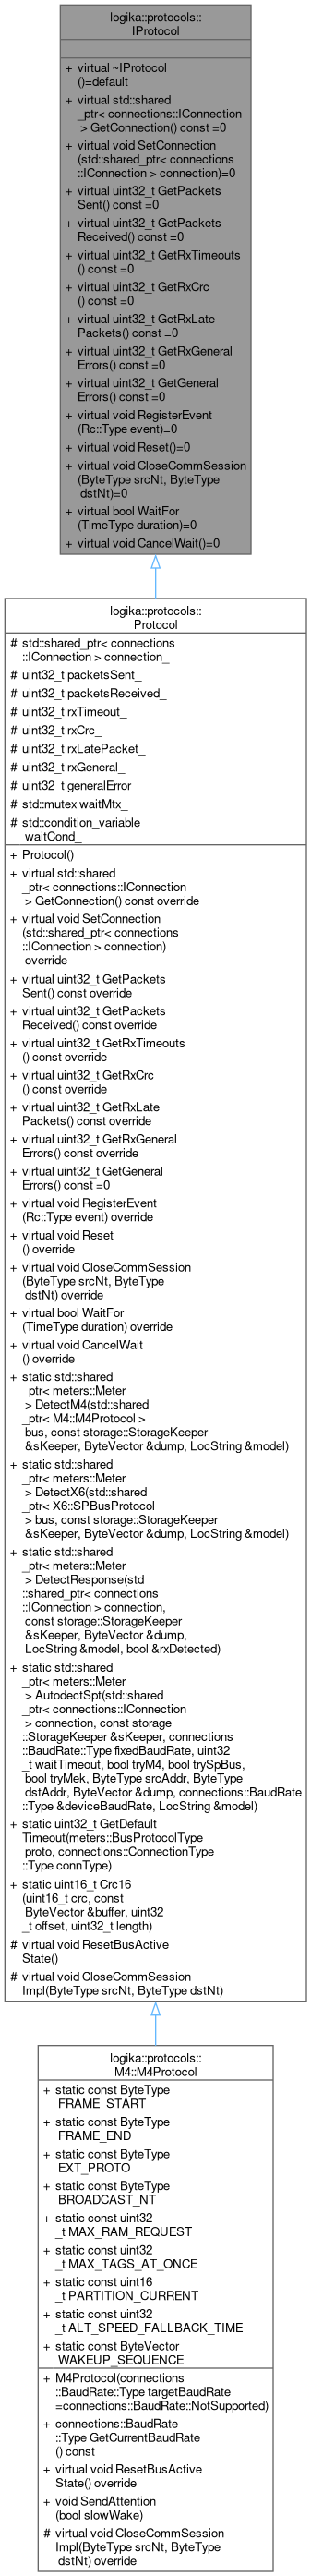 logika::protocols::
IProtocol
+ virtual ~IProtocol
()=default
+ virtual std::shared
_ptr< connections::IConnection
> GetConnection() const =0
+ virtual void SetConnection
(std::shared_ptr< connections
::IConnection > connection)=0
+ virtual uint32_t GetPackets
Sent() const =0
+ virtual uint32_t GetPackets
Received() const =0
+ virtual uint32_t GetRxTimeouts
() const =0
+ virtual uint32_t GetRxCrc
() const =0
+ virtual uint32_t GetRxLate
Packets() const =0
+ virtual uint32_t GetRxGeneral
Errors() const =0
+ virtual uint32_t GetGeneral
Errors() const =0
+ virtual void RegisterEvent
(Rc::Type event)=0
+ virtual void Reset()=0
+ virtual void CloseCommSession
(ByteType srcNt, ByteType
dstNt)=0
+ virtual bool WaitFor
(TimeType duration)=0
+ virtual void CancelWait()=0
logika::protocols::
Protocol
# std::shared_ptr< connections
::IConnection > connection_
# uint32_t packetsSent_
# uint32_t packetsReceived_
# uint32_t rxTimeout_
# uint32_t rxCrc_
# uint32_t rxLatePacket_
# uint32_t rxGeneral_
# uint32_t generalError_
# std::mutex waitMtx_
# std::condition_variable
waitCond_
+ Protocol()
+ virtual std::shared
_ptr< connections::IConnection
> GetConnection() const override
+ virtual void SetConnection
(std::shared_ptr< connections
::IConnection > connection)
override
+ virtual uint32_t GetPackets
Sent() const override
+ virtual uint32_t GetPackets
Received() const override
+ virtual uint32_t GetRxTimeouts
() const override
+ virtual uint32_t GetRxCrc
() const override
+ virtual uint32_t GetRxLate
Packets() const override
+ virtual uint32_t GetRxGeneral
Errors() const override
+ virtual uint32_t GetGeneral
Errors() const =0
+ virtual void RegisterEvent
(Rc::Type event) override
+ virtual void Reset
() override
+ virtual void CloseCommSession
(ByteType srcNt, ByteType
dstNt) override
+ virtual bool WaitFor
(TimeType duration) override
+ virtual void CancelWait
() override
+ static std::shared
_ptr< meters::Meter
> DetectM4(std::shared
_ptr< M4::M4Protocol >
bus, const storage::StorageKeeper
&sKeeper, ByteVector &dump, LocString &model)
+ static std::shared
_ptr< meters::Meter
> DetectX6(std::shared
_ptr< X6::SPBusProtocol
> bus, const storage::StorageKeeper
&sKeeper, ByteVector &dump, LocString &model)
+ static std::shared
_ptr< meters::Meter
> DetectResponse(std
::shared_ptr< connections
::IConnection > connection,
const storage::StorageKeeper
&sKeeper, ByteVector &dump,
LocString &model, bool &rxDetected)
+ static std::shared
_ptr< meters::Meter
> AutodectSpt(std::shared
_ptr< connections::IConnection
> connection, const storage
::StorageKeeper &sKeeper, connections
::BaudRate::Type fixedBaudRate, uint32
_t waitTimeout, bool tryM4, bool trySpBus,
bool tryMek, ByteType srcAddr, ByteType
dstAddr, ByteVector &dump, connections::BaudRate
::Type &deviceBaudRate, LocString &model)
+ static uint32_t GetDefault
Timeout(meters::BusProtocolType
proto, connections::ConnectionType
::Type connType)
+ static uint16_t Crc16
(uint16_t crc, const
ByteVector &buffer, uint32
_t offset, uint32_t length)
# virtual void ResetBusActive
State()
# virtual void CloseCommSession
Impl(ByteType srcNt, ByteType dstNt)
logika::protocols::
M4::M4Protocol
+ static const ByteType
FRAME_START
+ static const ByteType
FRAME_END
+ static const ByteType
EXT_PROTO
+ static const ByteType
BROADCAST_NT
+ static const uint32
_t MAX_RAM_REQUEST
+ static const uint32
_t MAX_TAGS_AT_ONCE
+ static const uint16
_t PARTITION_CURRENT
+ static const uint32
_t ALT_SPEED_FALLBACK_TIME
+ static const ByteVector
WAKEUP_SEQUENCE
+ M4Protocol(connections
::BaudRate::Type targetBaudRate
=connections::BaudRate::NotSupported)
+ connections::BaudRate
::Type GetCurrentBaudRate
() const
+ virtual void ResetBusActive
State() override
+ void SendAttention
(bool slowWake)
# virtual void CloseCommSession
Impl(ByteType srcNt, ByteType
dstNt) override